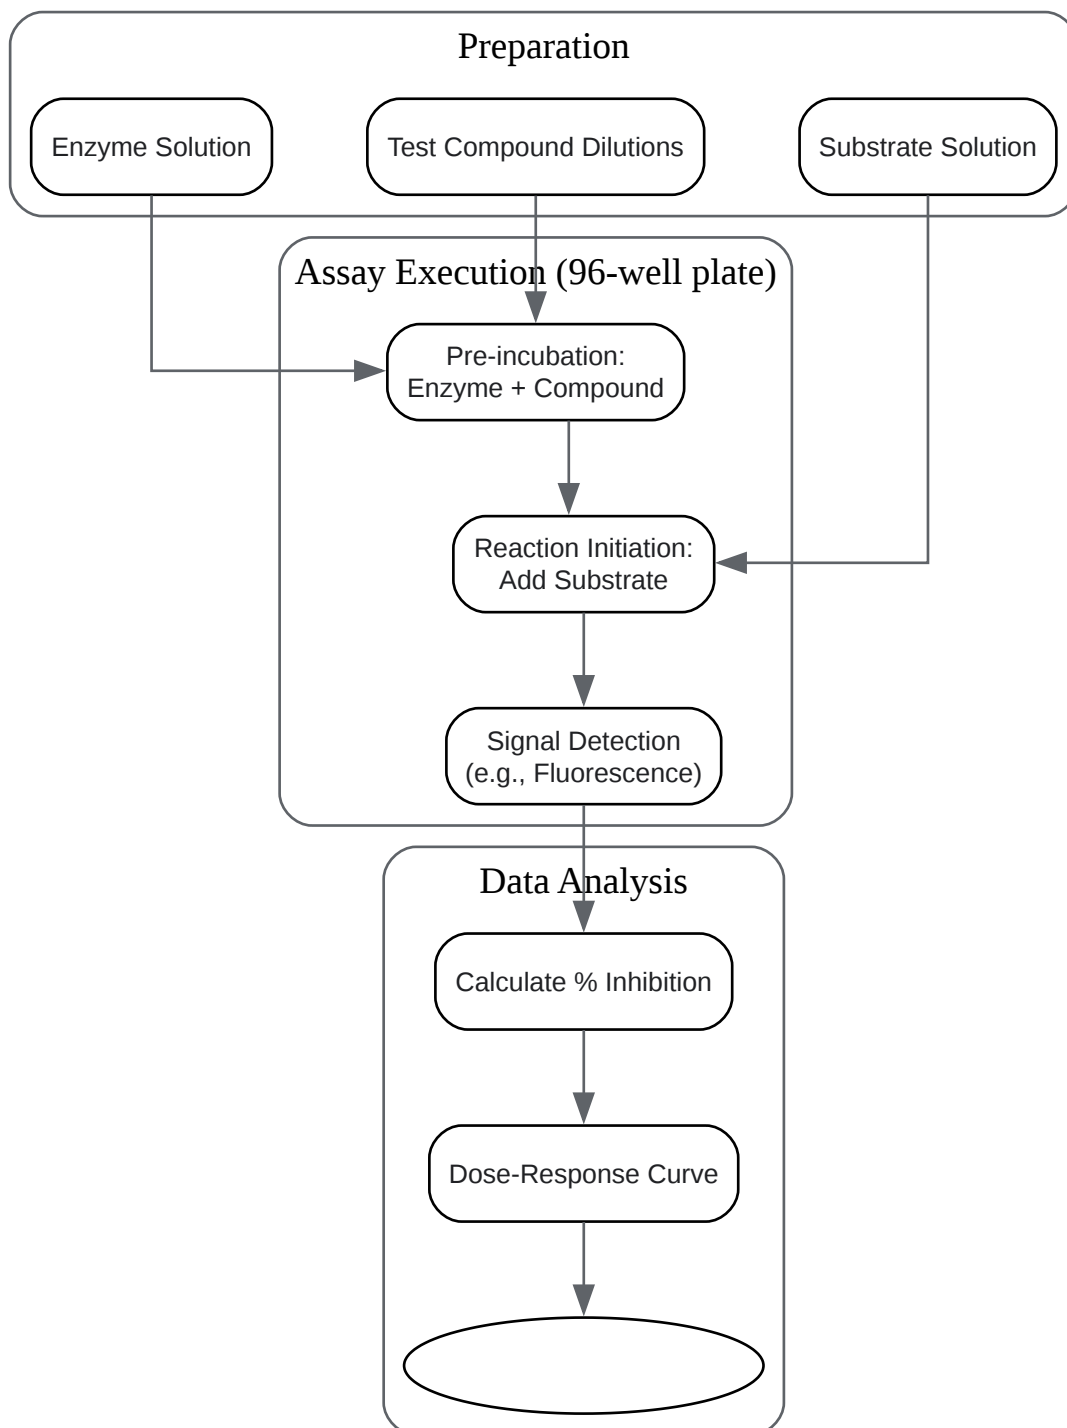 Preparation
Enzyme Solution
Test Compound Dilutions
Substrate Solution
Assay Execution (96-well plate)
Pre-incubation:
Enzyme + Compound
Reaction Initiation:
Add Substrate
Signal Detection
(e.g., Fluorescence)
Data Analysis
Calculate % Inhibition
Dose-Response Curve